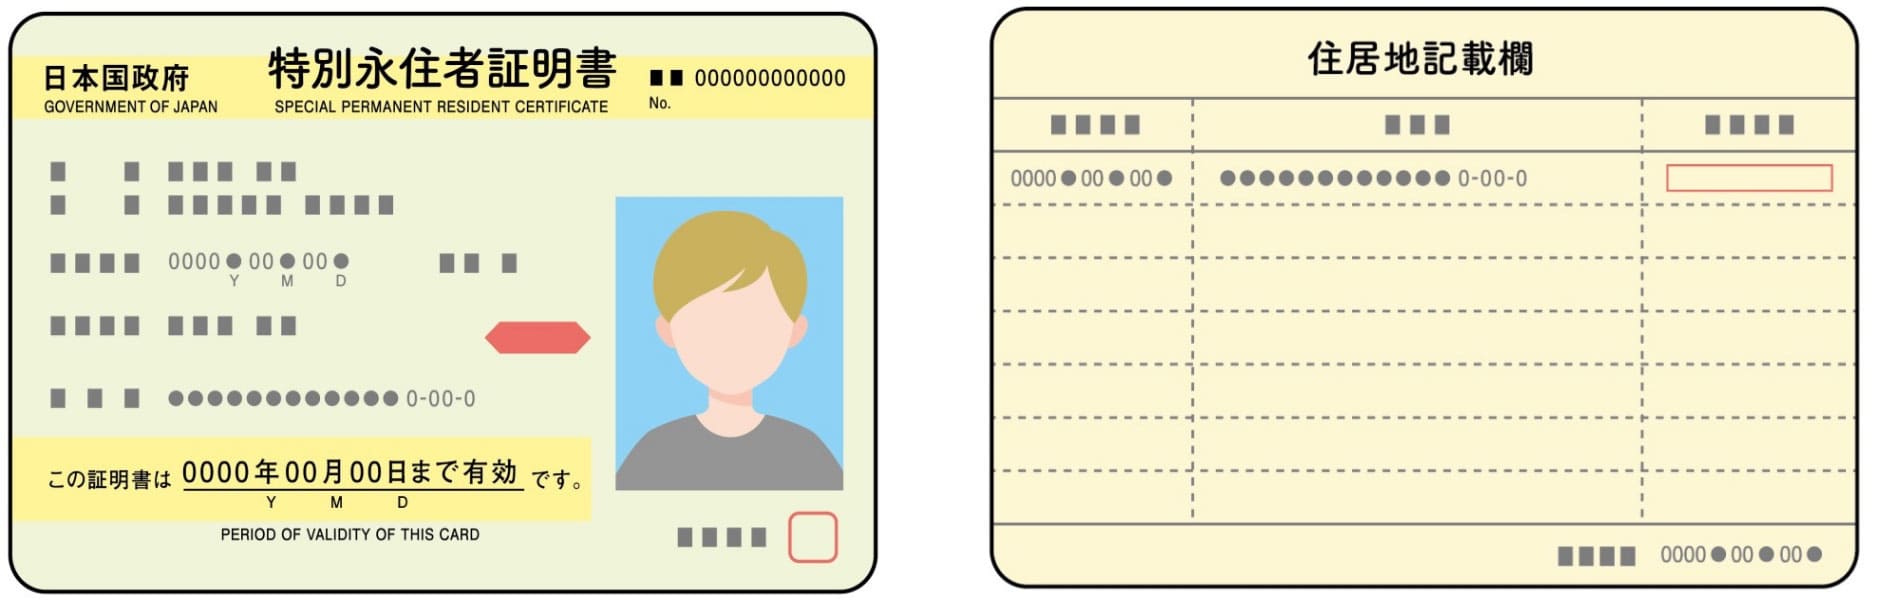 日本国政府 特別永住者証明書 ■■ 000000000000
GOVERNMENT OF JAPAN SPECIAL PERMANENT RESIDENT CERTIFICATE No.
0000●00●00●
Y M D
●●●●●●●●●●●●0-00-0
この証明書は 0000年00月00日まで有効 です。
Y M D
PERIOD OF VALIDITY OF THIS CARD
住居地記載欄
0000●00●00● ●●●●●●●●●●●●0-00-0
0000●00●00●